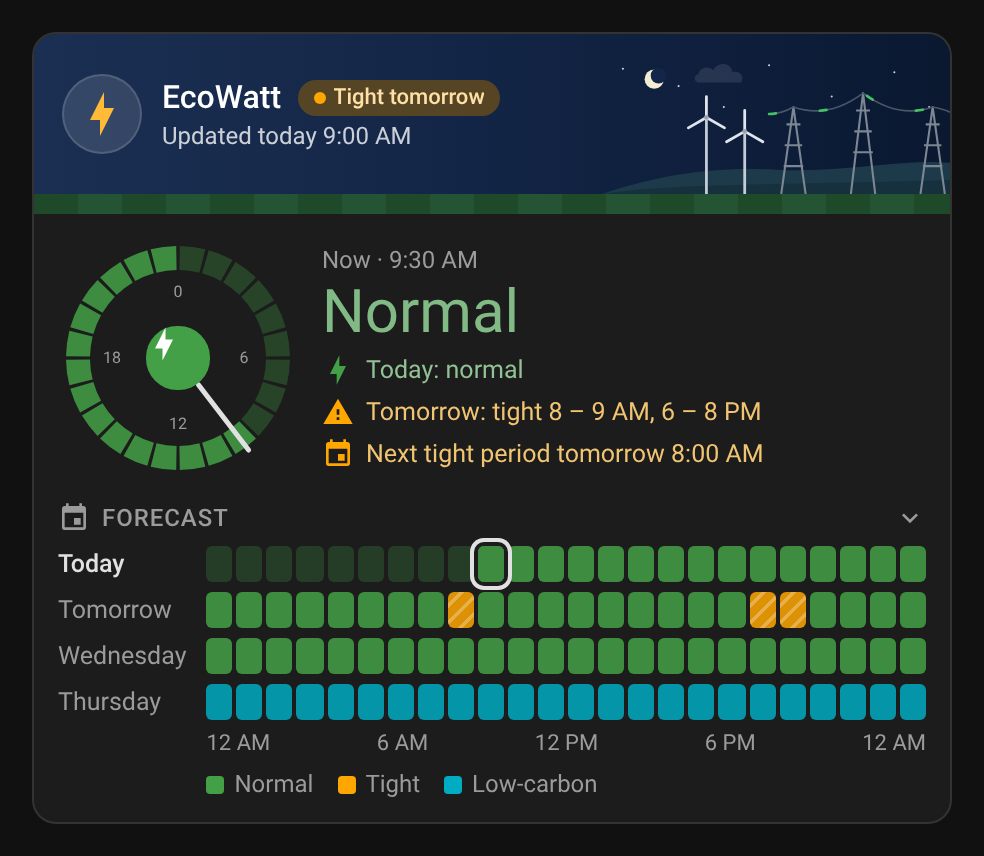 EcoWatt
Tight tomorrow
Updated today 9:00 AM
0
18
6
12
Now · 9:30 AM
Normal
Today: normal
Tomorrow: tight 8 – 9 AM, 6 – 8 PM
Next tight period tomorrow 8:00 AM
FORECAST
Today
Tomorrow
Wednesday
Thursday
12 AM 6 AM 12 PM 6 PM 12 AM
Normal Tight Low-carbon